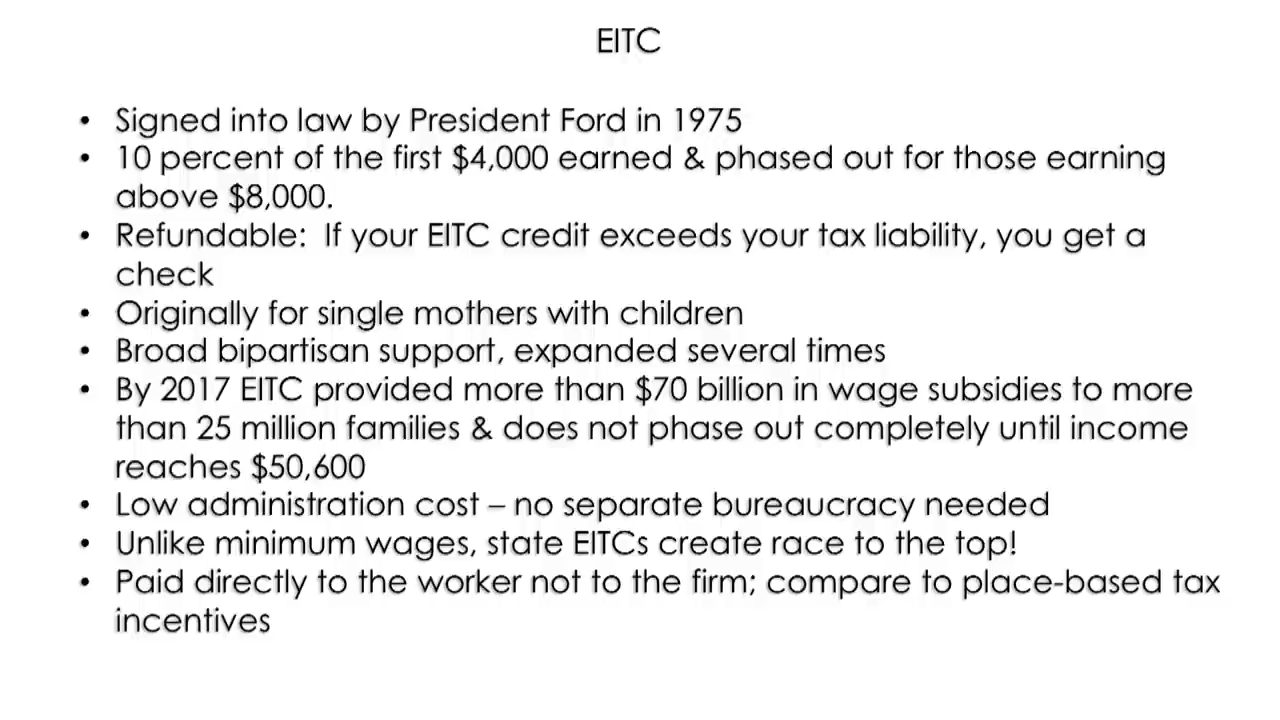 EITC
• Signed into law by President Ford in 1975
• 10 percent of the first $4,000 earned & phased out for those earning
above $8,000.
• Refundable:  If your EITC credit exceeds your tax liability, you get a
check
• Originally for single mothers with children
• Broad bipartisan support, expanded several times
• By 2017 EITC provided more than $70 billion in wage subsidies to more
than 25 million families & does not phase out completely until income
reaches $50,600
• Low administration cost – no separate bureaucracy needed
• Unlike minimum wages, state EITCs create race to the top!
• Paid directly to the worker not to the firm; compare to place-based tax
incentives